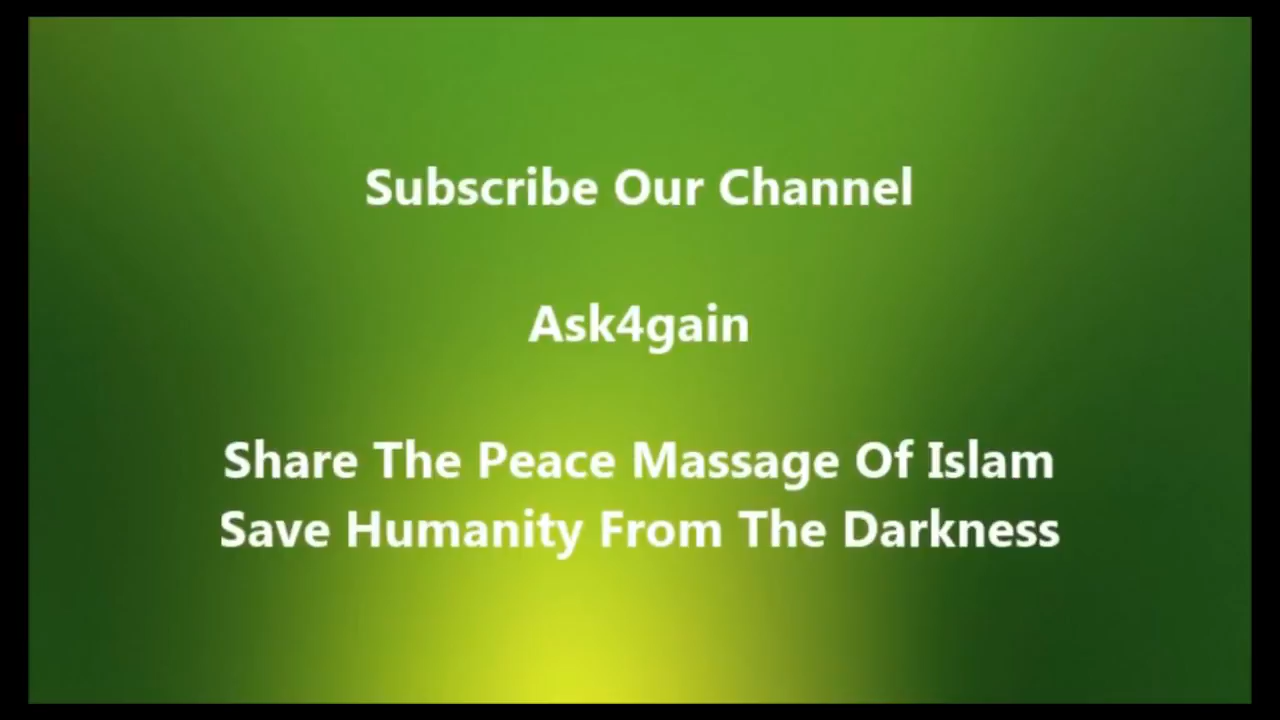 Subscribe Our Channel
Ask4gain
Share The Peace Massage Of Islam
Save Humanity From The Darkness